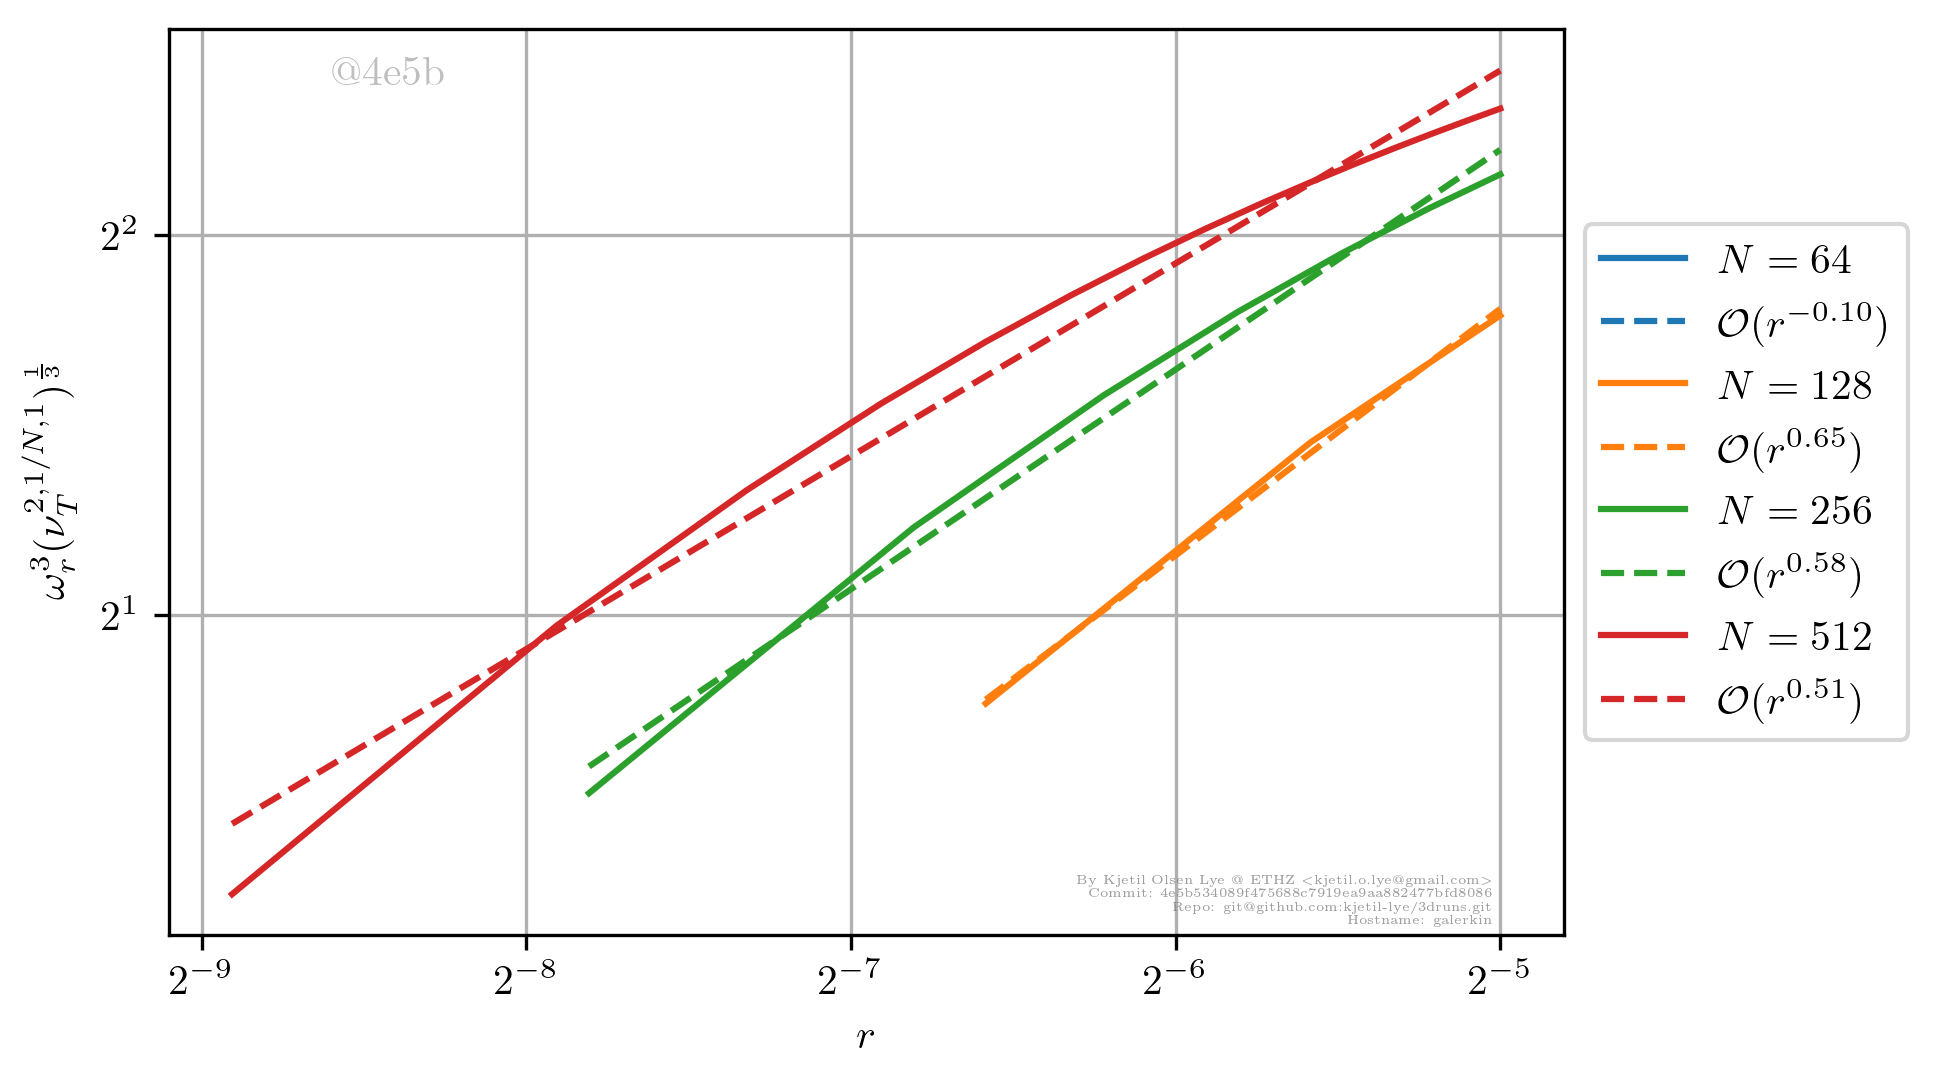 @4e5b
2^2
2^1
ω_r^3(ν_T^{2,1/N,1})^{1/3}
N = 64
O(r^{-0.10})
N = 128
O(r^{0.65})
N = 256
O(r^{0.58})
N = 512
O(r^{0.51})
By Kjetil Olsen Lye @ ETHZ <kjetil.o.lye@gmail.com>
Commit: 4e5b534089f475688c7919ea9aa882477bfd8086
Repo: git@github.com:kjetil-lye/3druns.git
Hostname: galerkin
2^{-9} 2^{-8} 2^{-7} 2^{-6} 2^{-5}
r